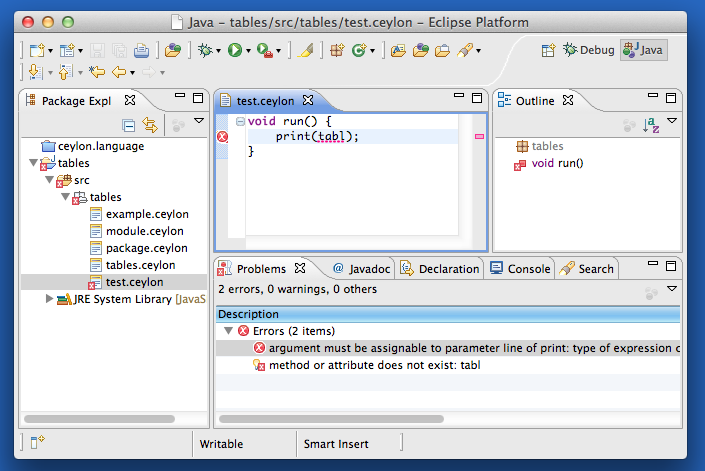 Java – tables/src/tables/test.ceylon – Eclipse Platform
Debug
Java
Package Expl
ceylon.language
tables
src
tables
example.ceylon
module.ceylon
package.ceylon
tables.ceylon
test.ceylon
JRE System Library [JavaS
test.ceylon
void run() {
print(tabl);
}
Outline
tables
void run()
Problems
@ Javadoc
Declaration
Console
Search
2 errors, 0 warnings, 0 others
Description
Errors (2 items)
argument must be assignable to parameter line of print: type of expression
method or attribute does not exist: tabl
Writable
Smart Insert